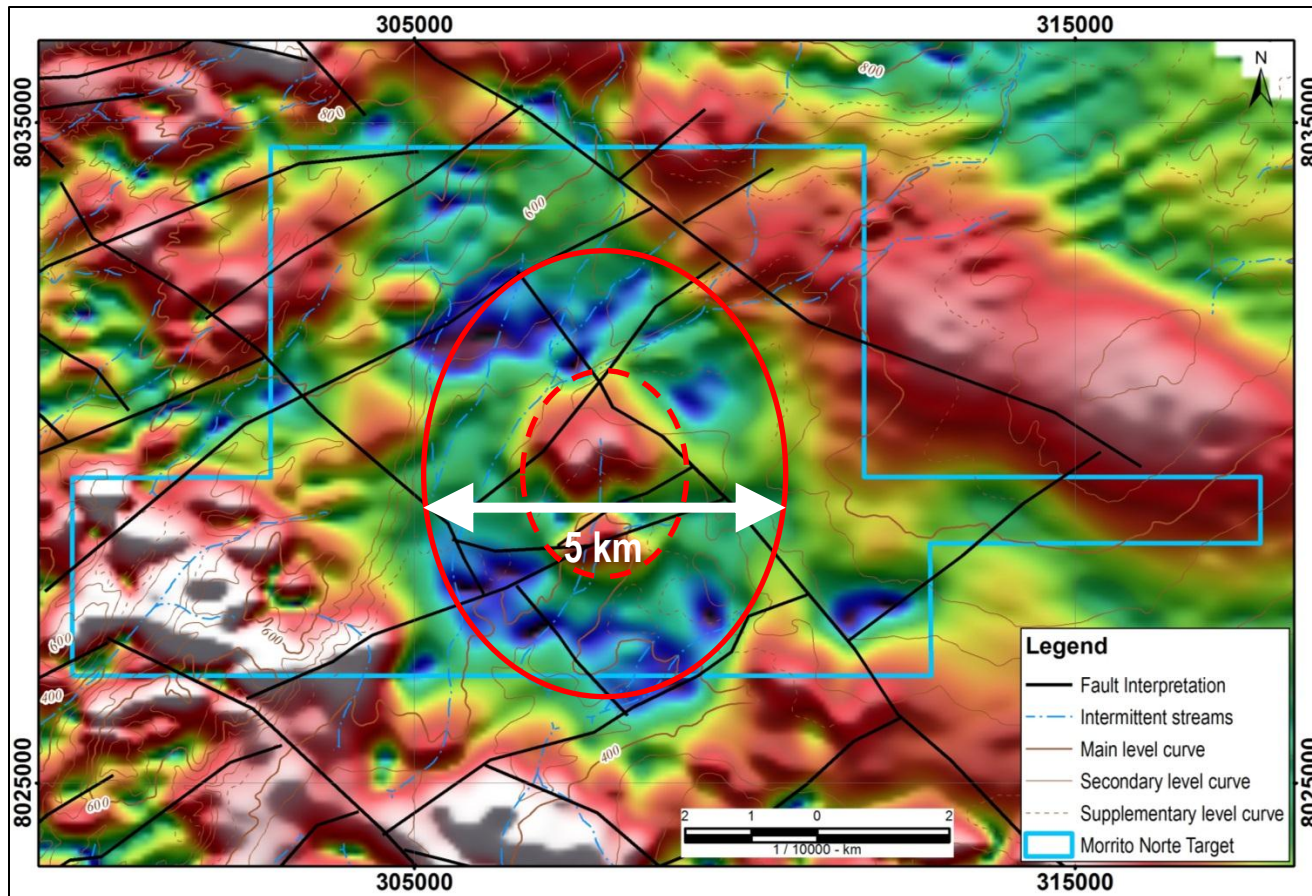 305000
315000
N
8035000
8035000
800
800
600
5 km
600
600
400
400
600
8025000
8025000
Legend
Fault Interpretation
Intermittent streams
Main level curve
Secondary level curve
Supplementary level curve
Morrito Norte Target
2 1 0 2
1 / 10000 - km
305000
315000